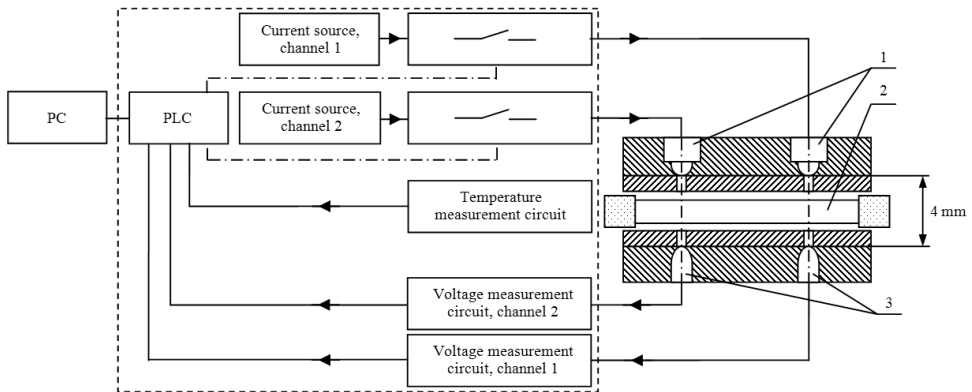 Current source,
channel 1
1
2
PC
PLC
Current source,
channel 2
Temperature
measurement circuit
4 mm
Voltage measurement
circuit, channel 2
3
Voltage measurement
circuit, channel 1